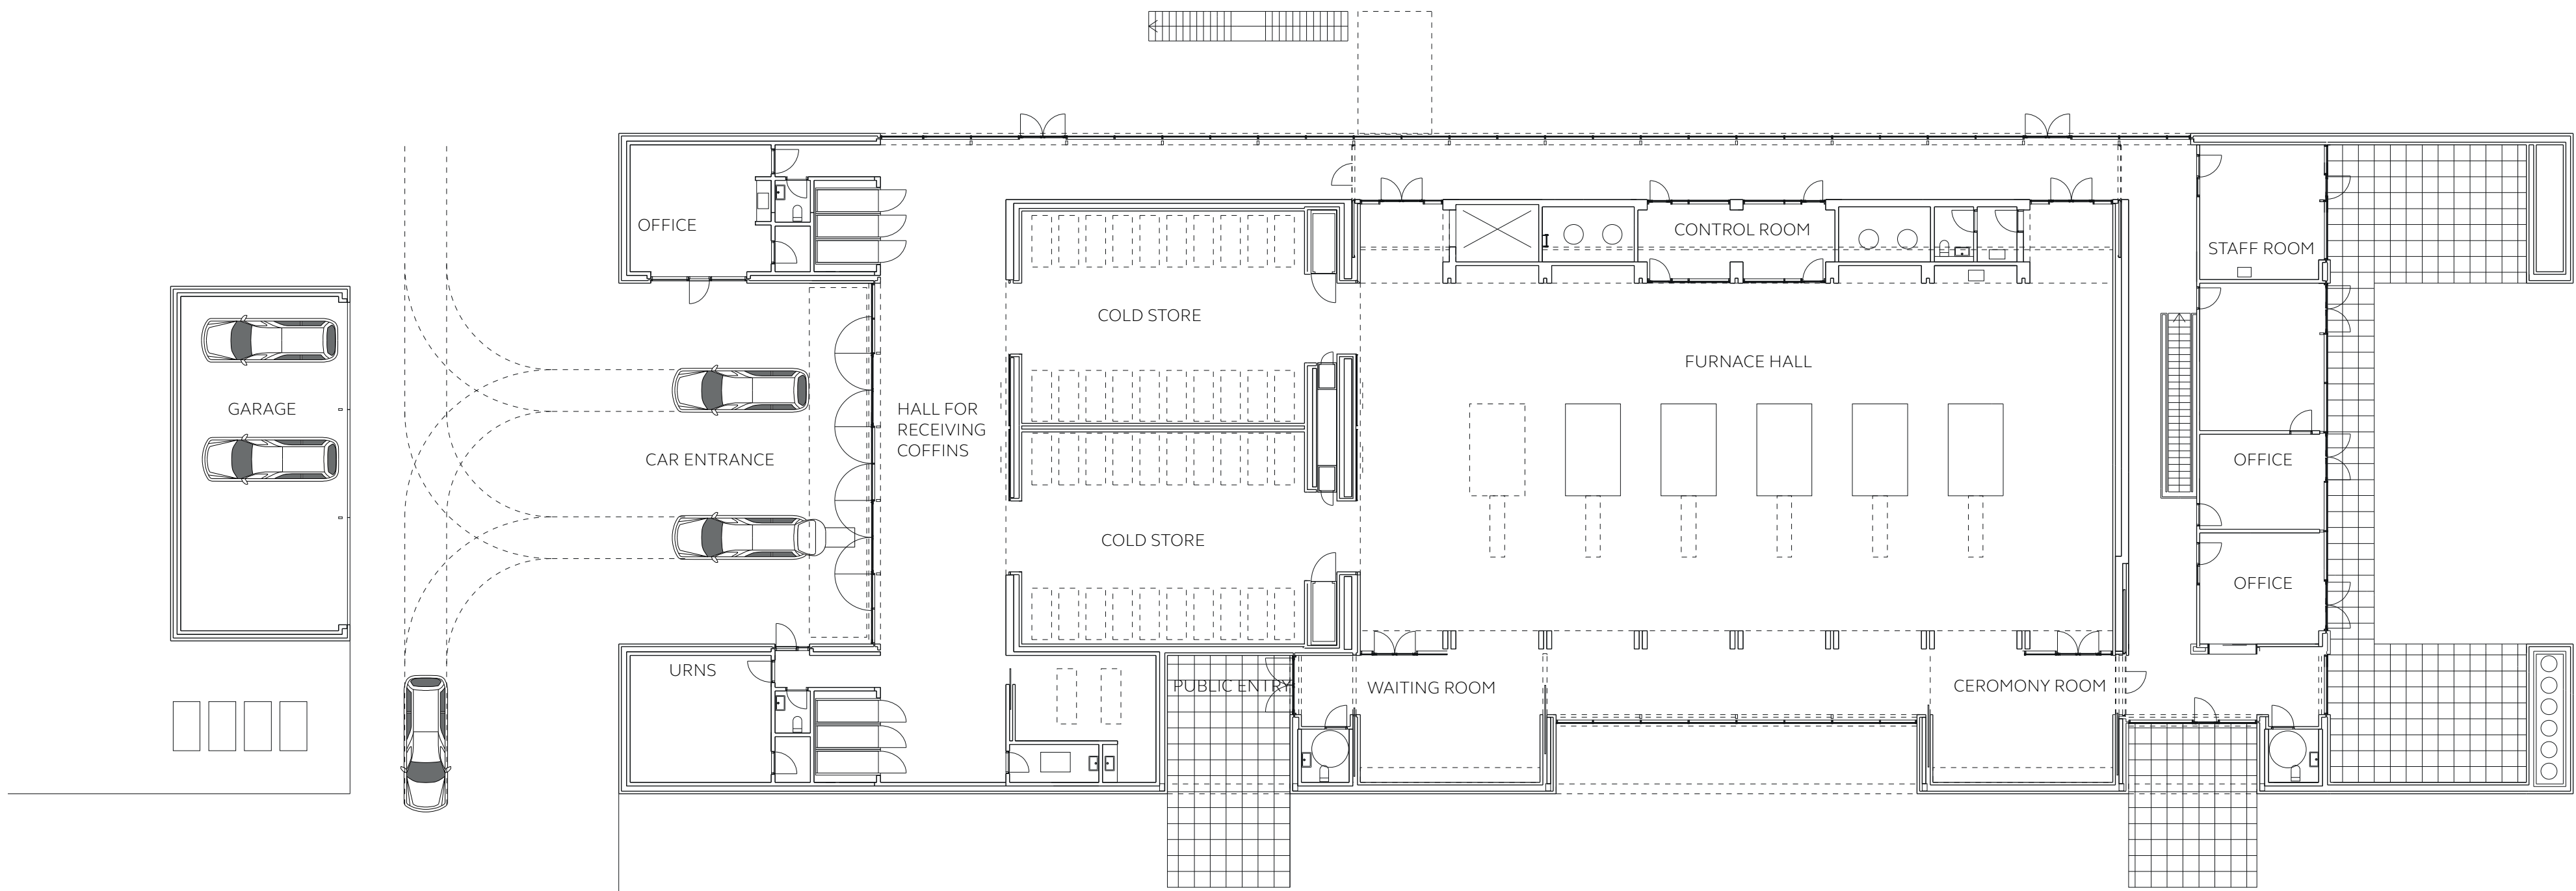 OFFICE
CONTROL ROOM
STAFF ROOM
COLD STORE
FURNACE HALL
GARAGE
HALL FOR
RECEIVING
COFFINS
CAR ENTRANCE
OFFICE
COLD STORE
OFFICE
URNS
PUBLIC ENTRY
WAITING ROOM
CEROMONY ROOM